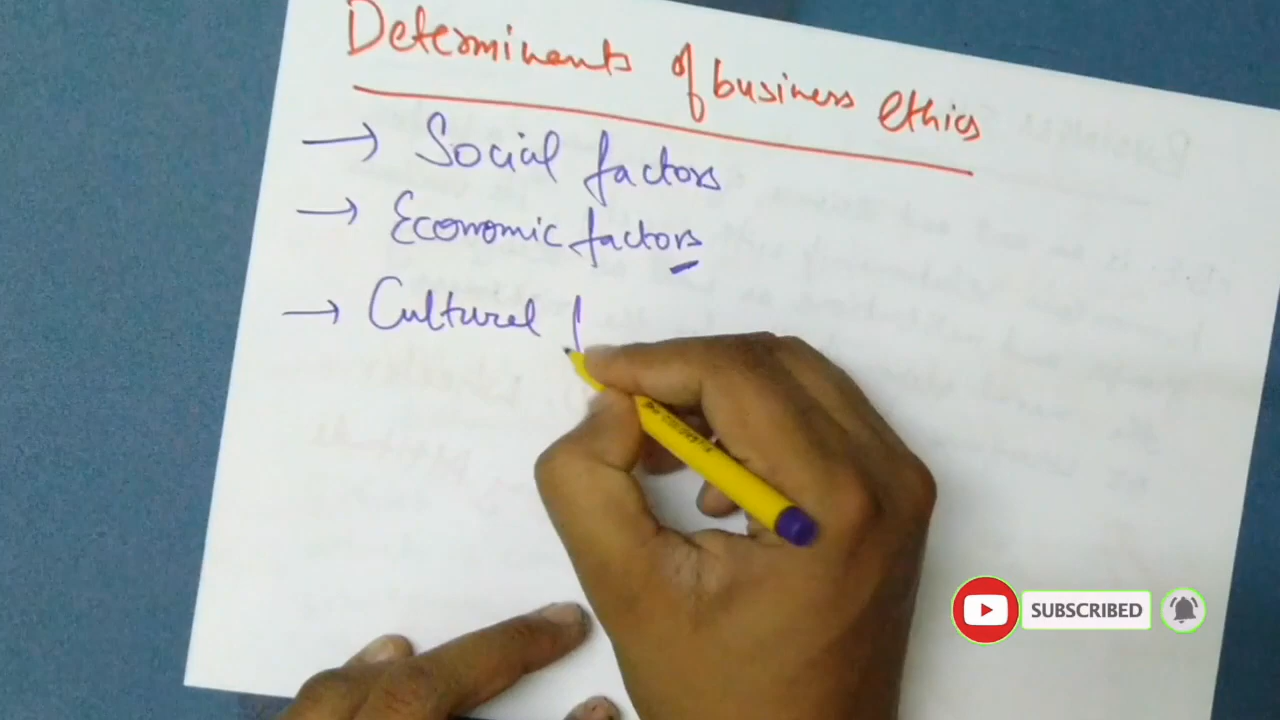 Determinants of business ethics
→ Social factors
→ Economic factors
→ Cultural f
SUBSCRIBED